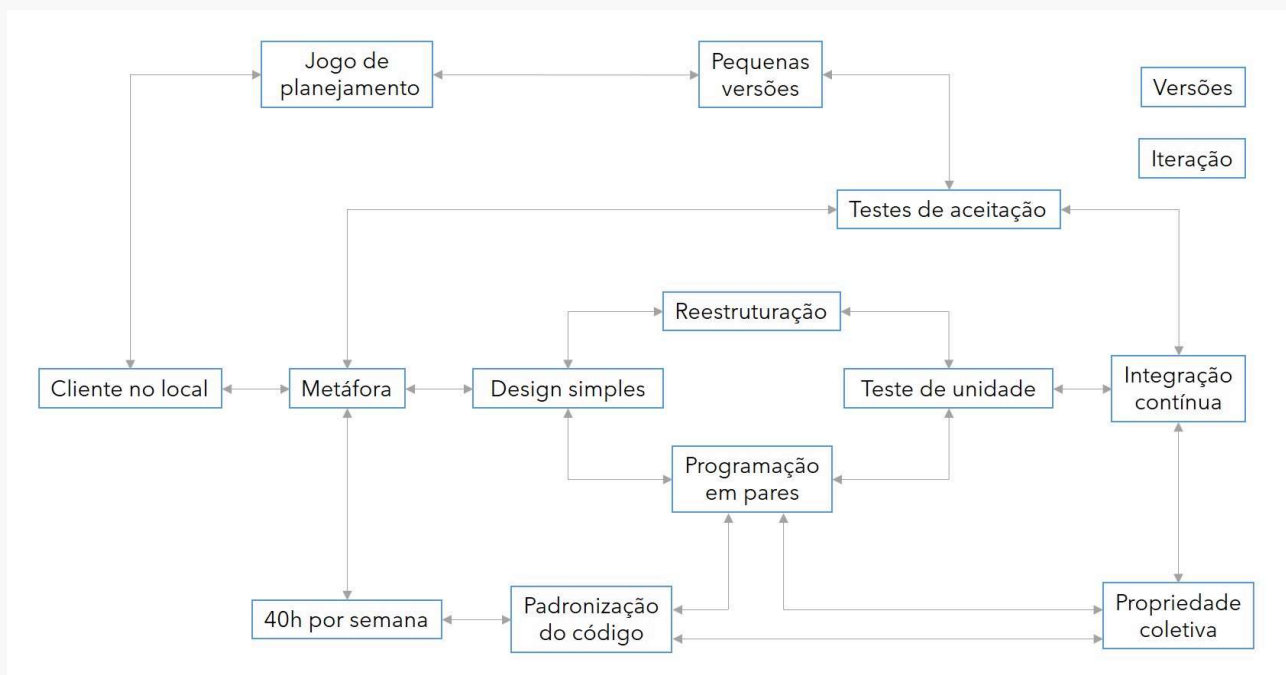 Jogo de
planejamento
Pequenas
versões
Versões
Iteração
Testes de aceitação
Reestruturação
Cliente no local
Metáfora
Design simples
Teste de unidade
Integração
contínua
Programação
em pares
40h por semana
Padronização
do código
Propriedade
coletiva